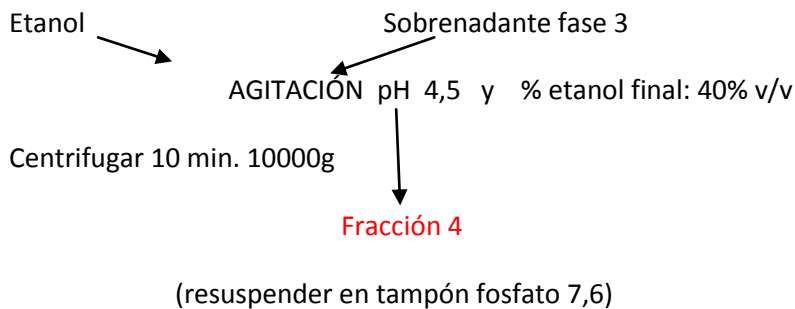 Etanol Sobrenadante fase 3
AGITACIÓN pH 4,5 y % etanol final: 40% v/v
Centrifugar 10 min. 10000g
Fracción 4
(resuspender en tampón fosfato 7,6)